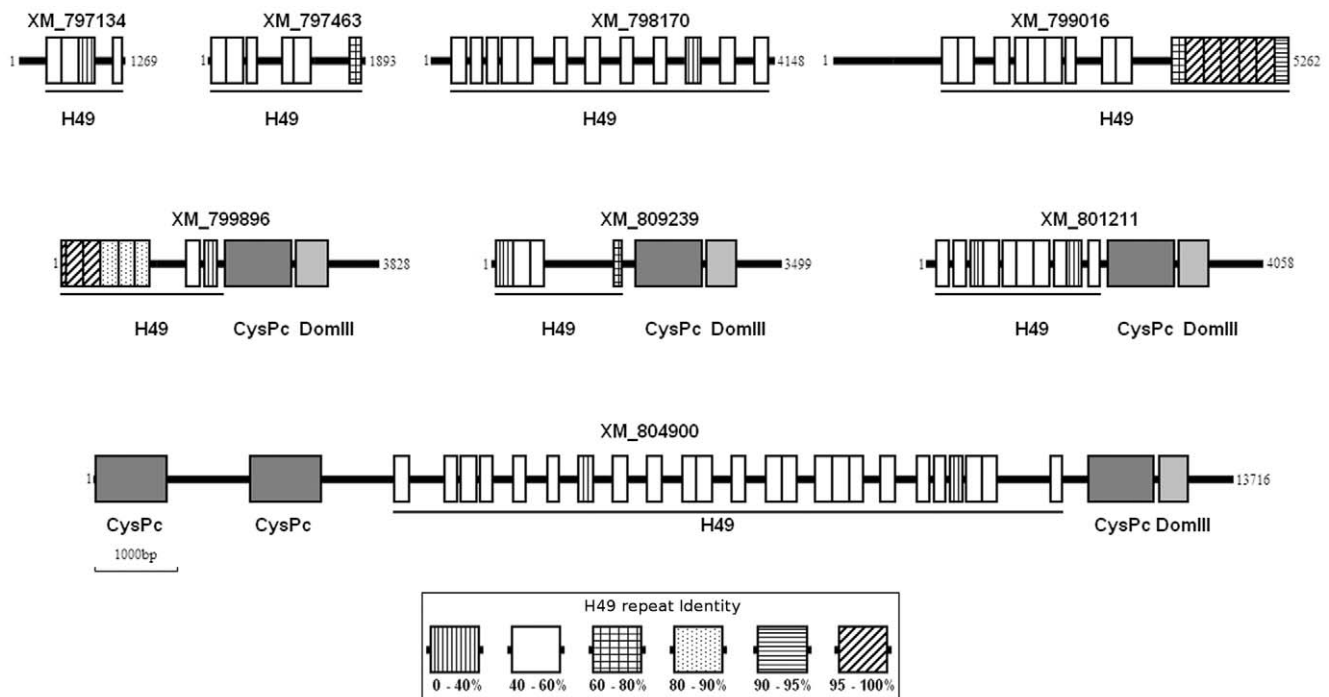 XM_797134 XM_797463 XM_798170 XM_799016
1 1269 1 1893 1 4148 1 5262
H49 H49 H49 H49
XM_799896 XM_809239 XM_801211
1 3828 1 3499 1 4058
H49 CysPc DomIII H49 CysPc DomIII H49 CysPc DomIII
XM_804900
1 13716
CysPc CysPc H49 CysPc DomIII
1000bp
H49 repeat Identity
0 - 40% 40 - 60% 60 - 80% 80 - 90% 90 - 95% 95 - 100%